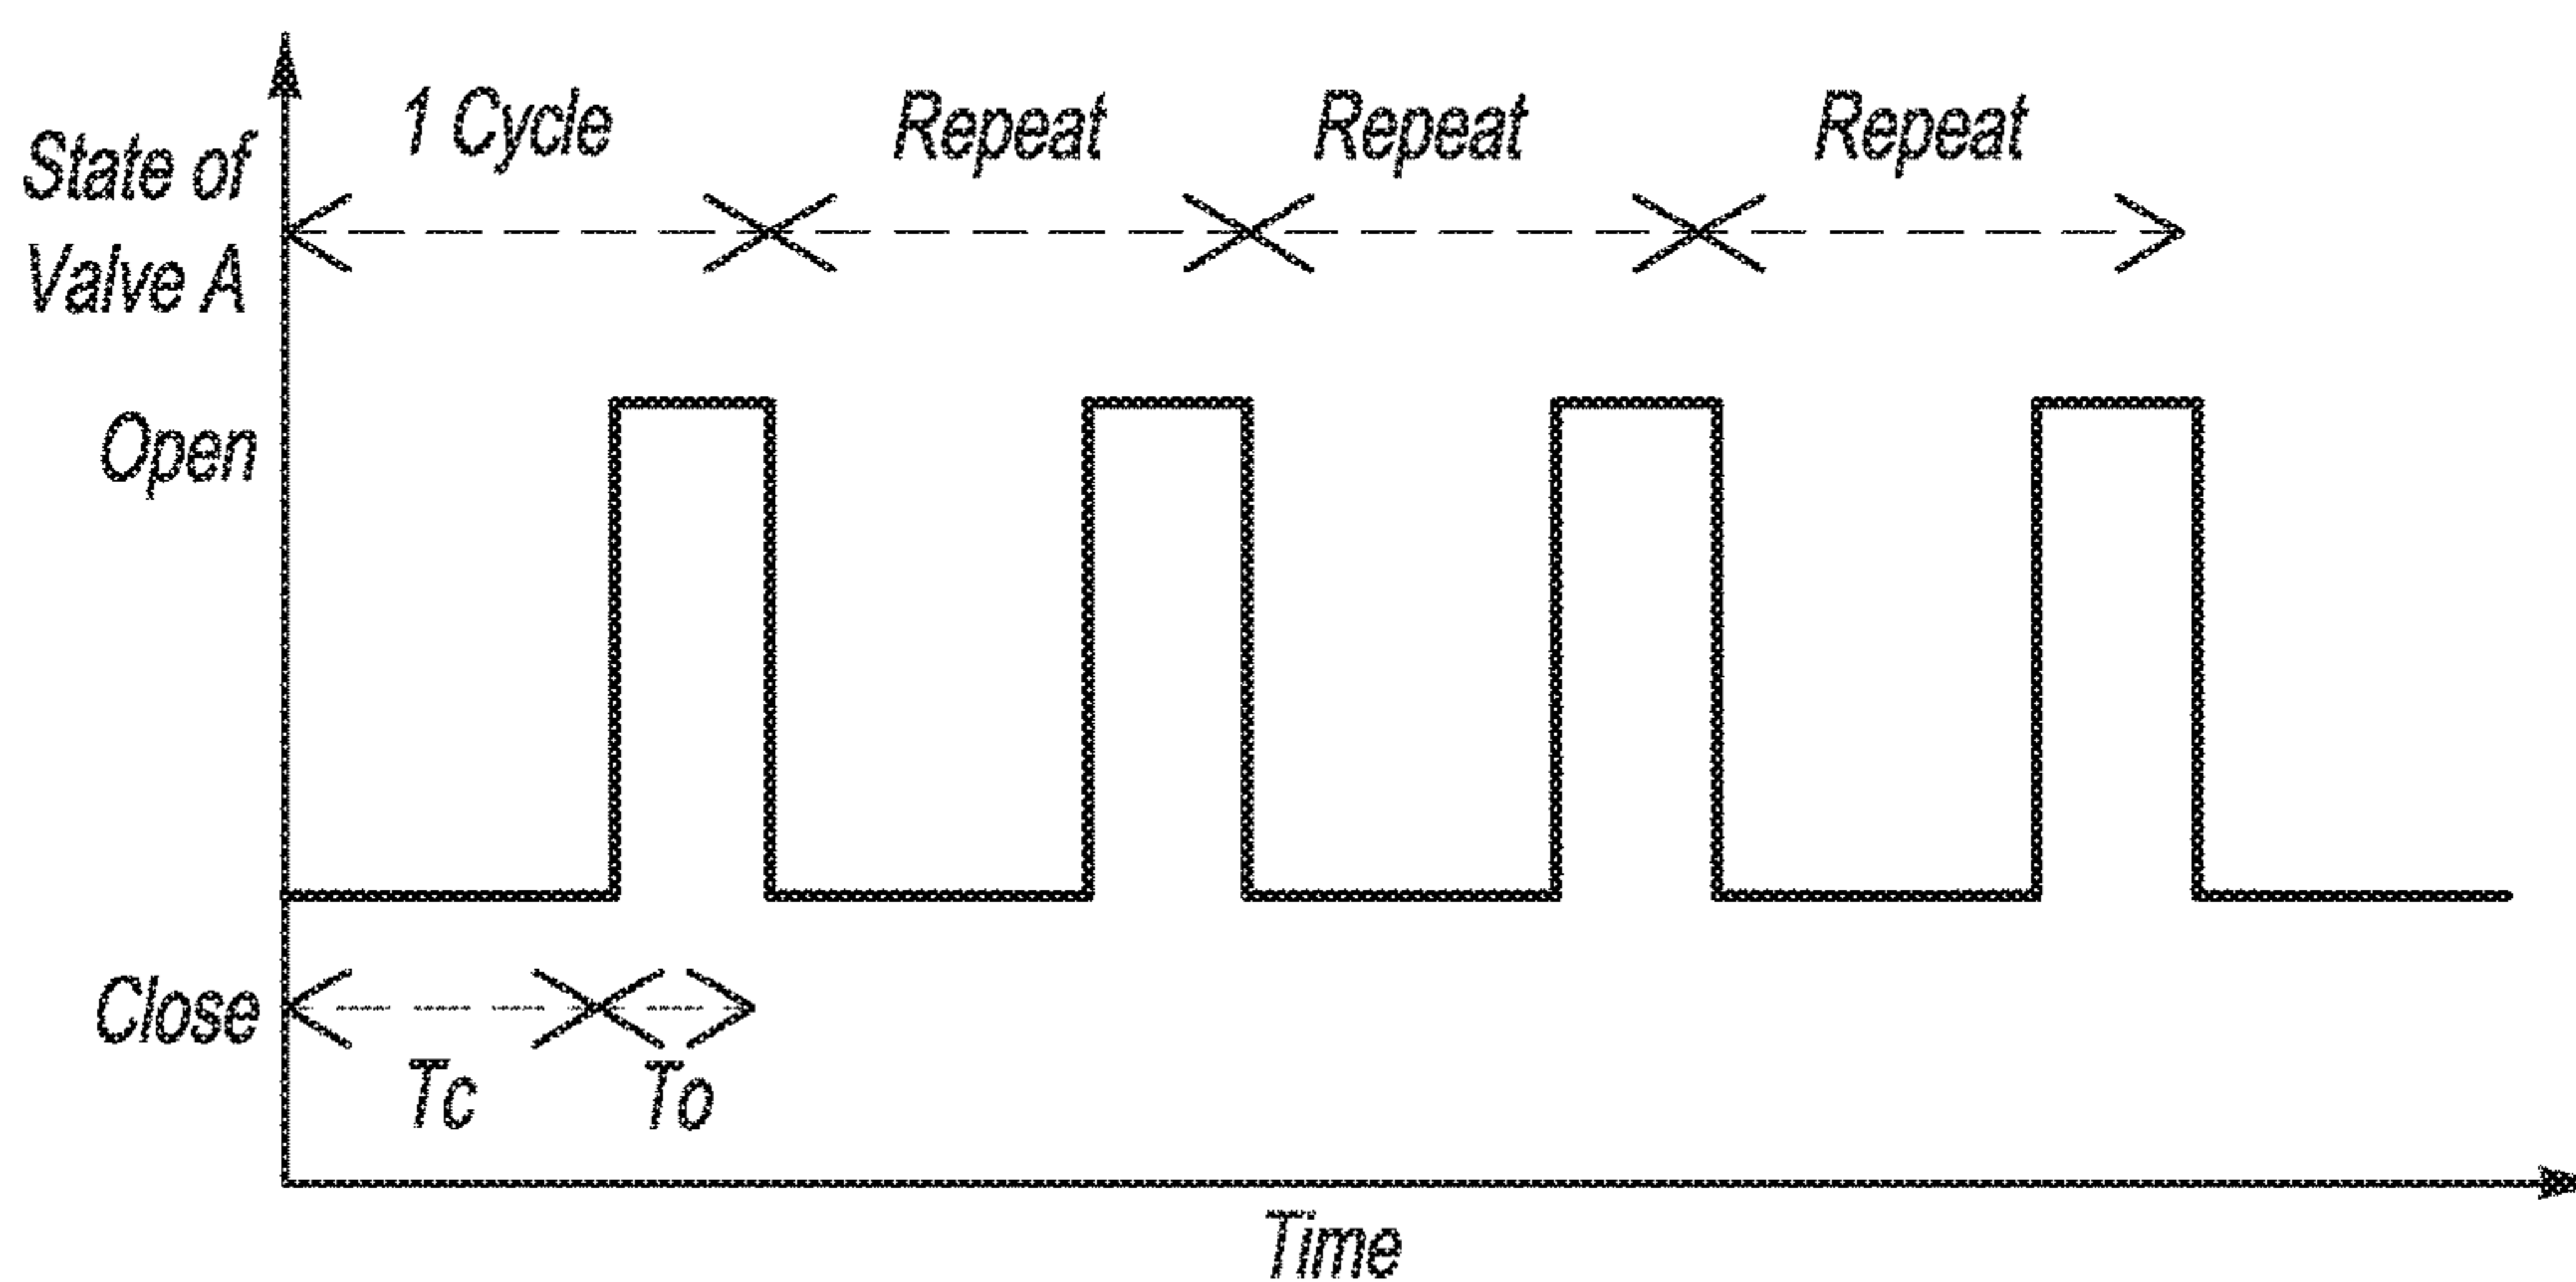 1 Cycle
Repeat
Repeat
Repeat
State of
Valve A
Open
Close
Tc
To
Time